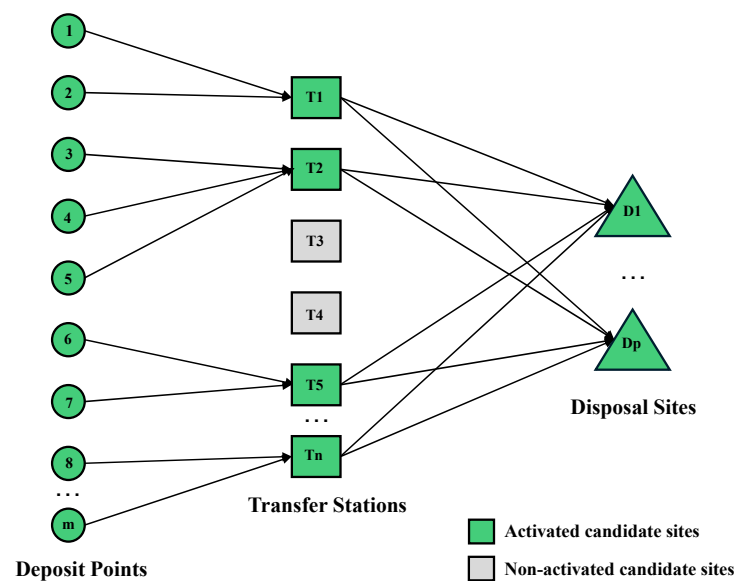 1
2
3
4
5
6
7
8
...
m
Deposit Points
T1
T2
T3
T4
T5
...
Tn
Transfer Stations
D1
...
Dp
Disposal Sites
Activated candidate sites
Non-activated candidate sites